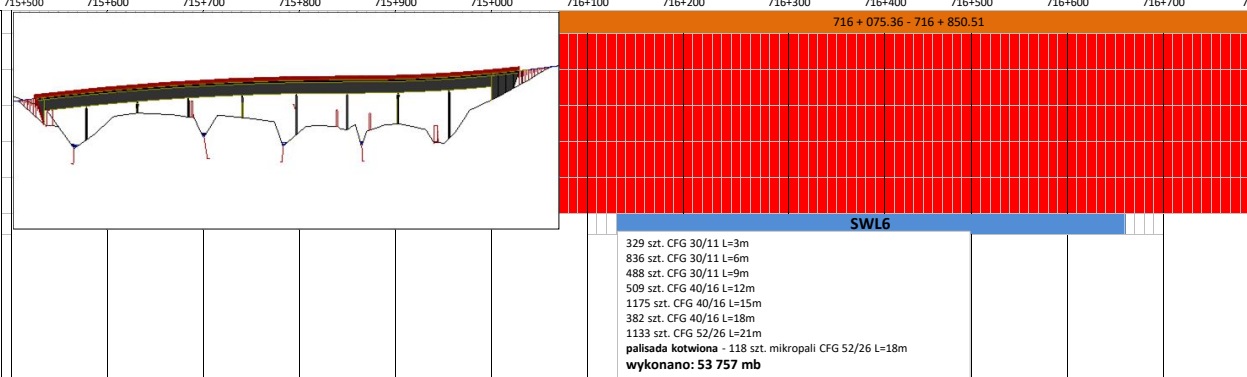 715+500 715+600 715+700 715+800 715+900 715+000 716+100 716+200 716+300 716+400 716+500 716+600 716+700
716 + 075.36 - 716 + 850.51
SWL6
329 szt. CFG 30/11 L=3m
836 szt. CFG 30/11 L=6m
488 szt. CFG 30/11 L=9m
509 szt. CFG 40/16 L=12m
1175 szt. CFG 40/16 L=15m
382 szt. CFG 40/16 L=18m
1133 szt. CFG 52/26 L=21m
palisada kotwiona - 118 szt. mikropali CFG 52/26 L=18m
wykonano: 53 757 mb